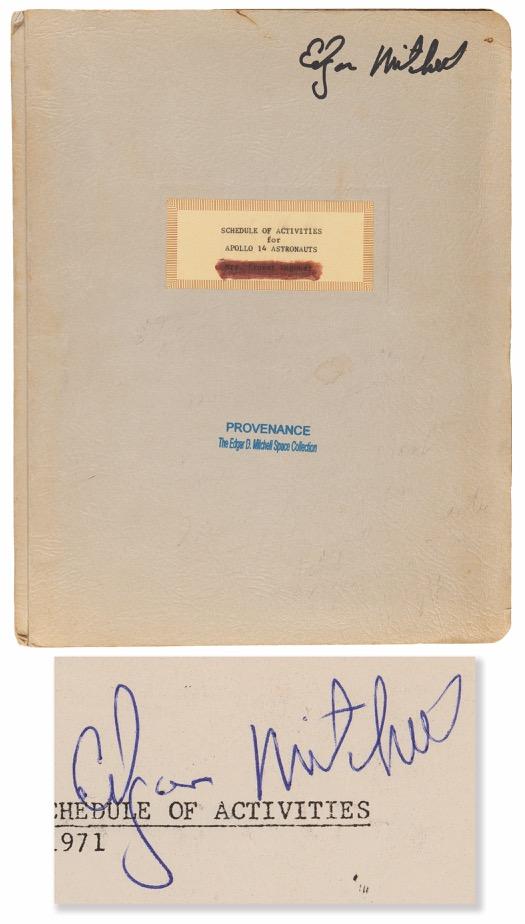 Edgar Mitchell
SCHEDULE OF ACTIVITIES
for
APOLLO 14 ASTRONAUTS
Mrs.
PROVENANCE
The Edgar D. Mitchell Space Collection
Edgar Mitchell
CHEDULE OF ACTIVITIES
1971